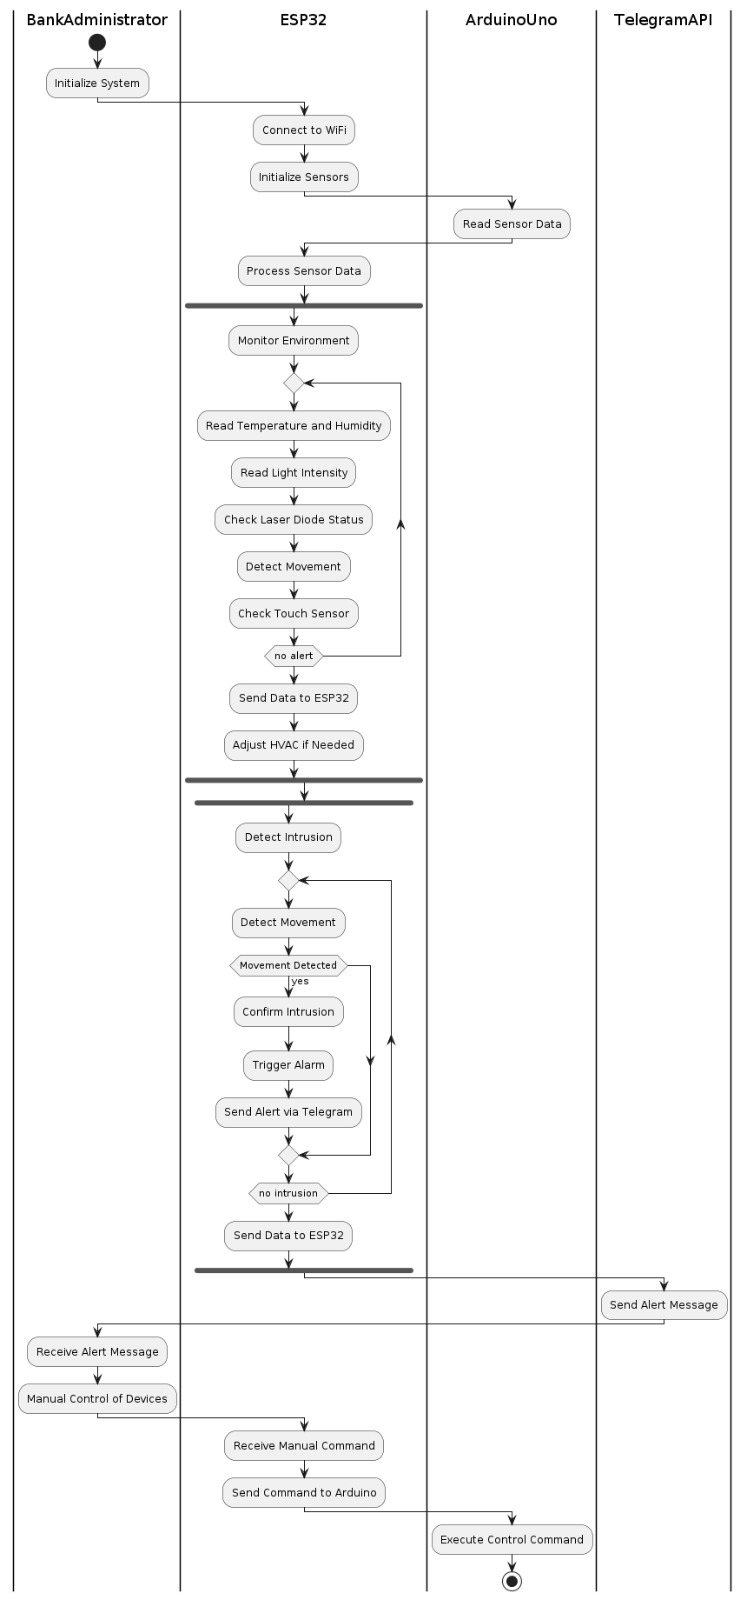 BankAdministrator
ESP32
ArduinoUno
TelegramAPI
Initialize System
Connect to WiFi
Initialize Sensors
Read Sensor Data
Process Sensor Data
Monitor Environment
Read Temperature and Humidity
Read Light Intensity
Check Laser Diode Status
Detect Movement
Check Touch Sensor
no alert
Send Data to ESP32
Adjust HVAC if Needed
Detect Intrusion
Detect Movement
Movement Detected
yes
Confirm Intrusion
Trigger Alarm
Send Alert via Telegram
no intrusion
Send Data to ESP32
Send Alert Message
Receive Alert Message
Manual Control of Devices
Receive Manual Command
Send Command to Arduino
Execute Control Command